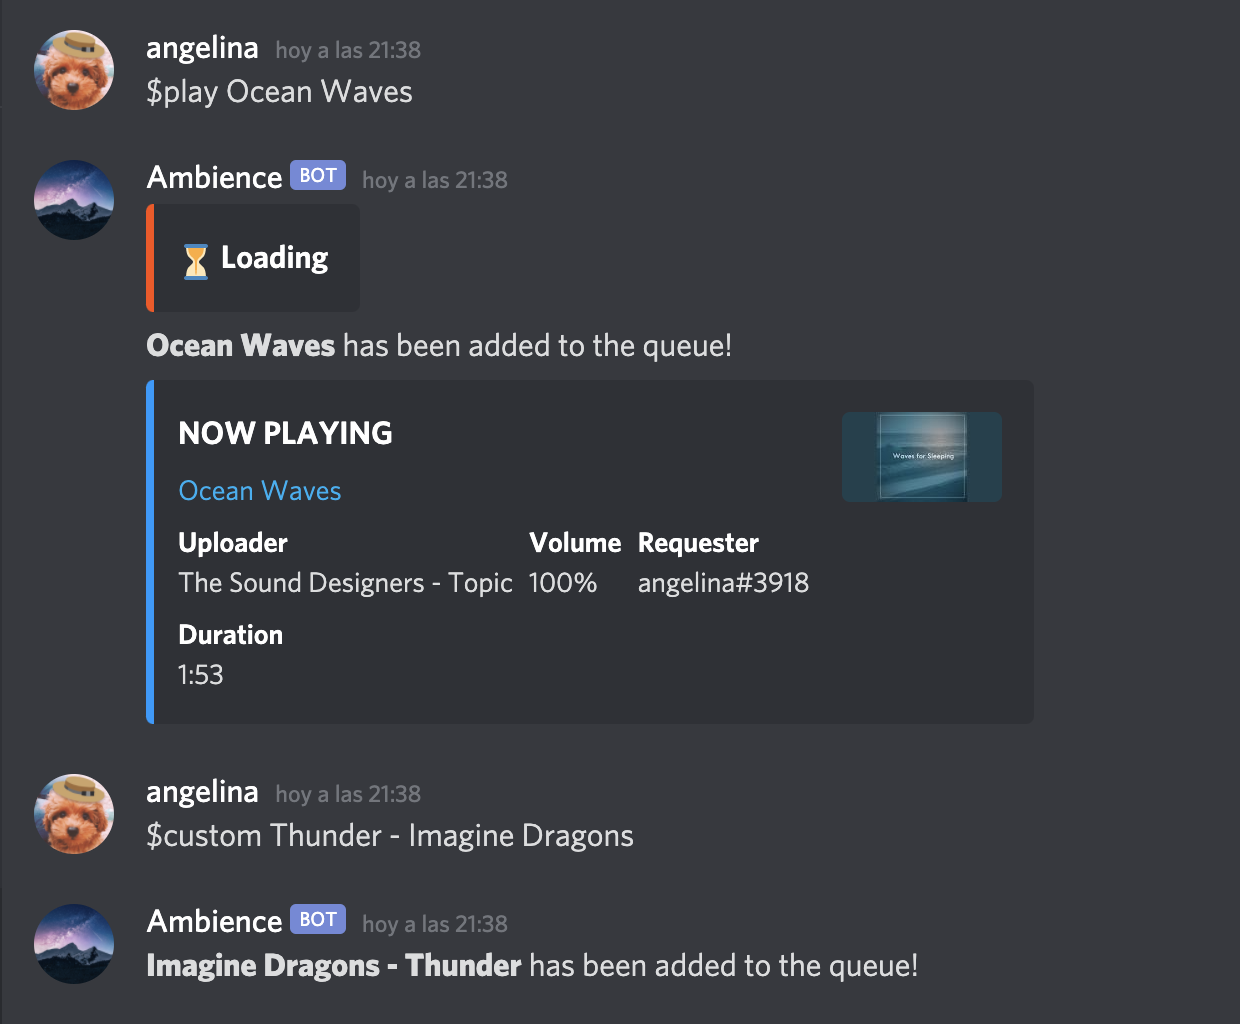 angelina hoy a las 21:38
$play Ocean Waves
Ambience BOT hoy a las 21:38
⏳ Loading
Ocean Waves has been added to the queue!
NOW PLAYING
Waves for Sleeping
Ocean Waves
Uploader Volume Requester
The Sound Designers - Topic 100% angelina#3918
Duration
1:53
angelina hoy a las 21:38
$custom Thunder - Imagine Dragons
Ambience BOT hoy a las 21:38
Imagine Dragons - Thunder has been added to the queue!